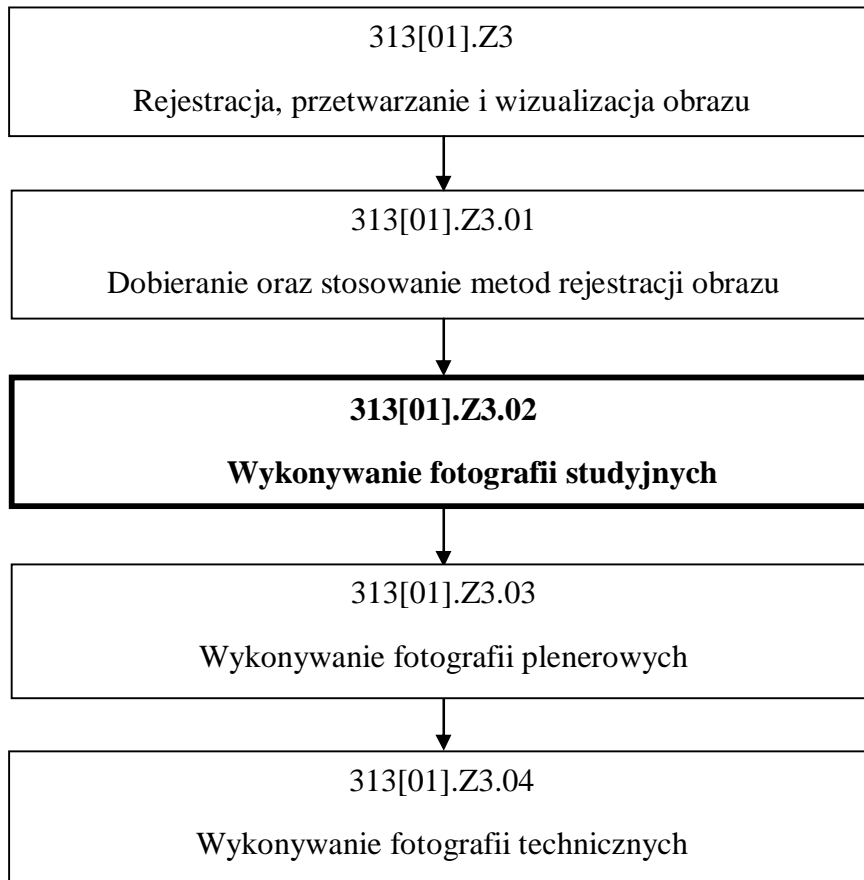 313[01].Z3
Rejestracja, przetwarzanie i wizualizacja obrazu
313[01].Z3.01
Dobieranie oraz stosowanie metod rejestracji obrazu
313[01].Z3.02
Wykonywanie fotografii studyjnych
313[01].Z3.03
Wykonywanie fotografii plenerowych
313[01].Z3.04
Wykonywanie fotografii technicznych